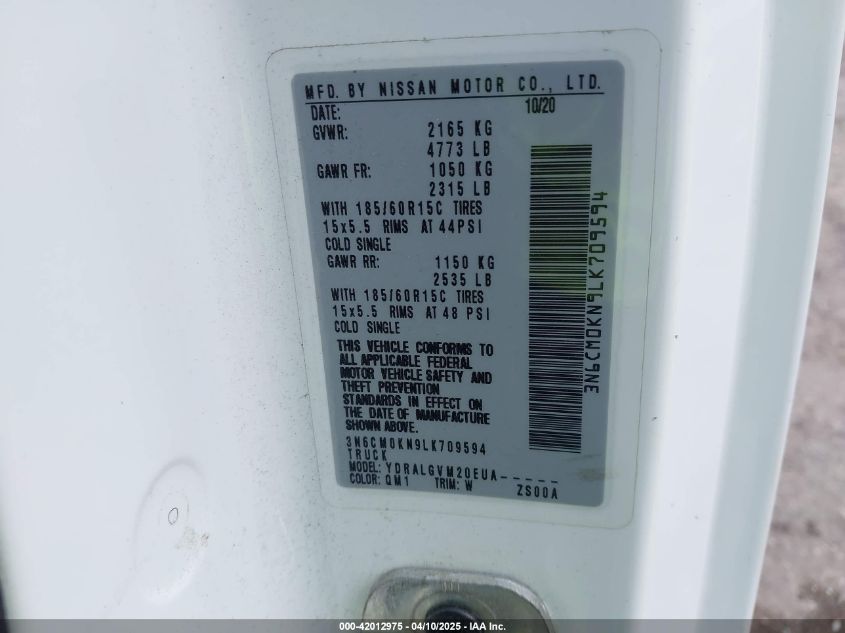 MFD. BY NISSAN MOTOR CO., LTD.
DATE: 10/20
GVWR: 2165 KG
4773 LB
GAWR FR: 1050 KG
2315 LB
WITH 185/60R15C TIRES
15x5.5 RIMS AT 44PSI
COLD SINGLE
GAWR RR: 1150 KG
2535 LB
WITH 185/60R15C TIRES
15x5.5 RIMS AT 48 PSI
COLD SINGLE
THIS VEHICLE CONFORMS TO
ALL APPLICABLE FEDERAL
MOTOR VEHICLE SAFETY AND
THEFT PREVENTION
STANDARDS IN EFFECT ON
THE DATE OF MANUFACTURE
SHOWN ABOVE.
3N6CM0KN9LK709594
TRUCK
MODEL: YDRALGVM20EUA-----
COLOR: QM1 TRIM: W ZS00A
3N6CM0KN9LK709594
000-42012975 - 04/10/2025 - IAA Inc.